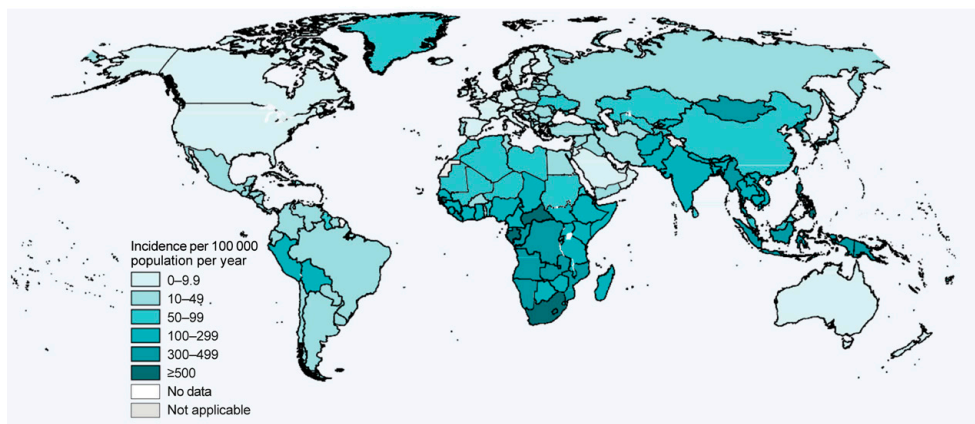 Incidence per 100 000
population per year
0–9.9
10–49
50–99
100–299
300–499
≥500
No data
Not applicable